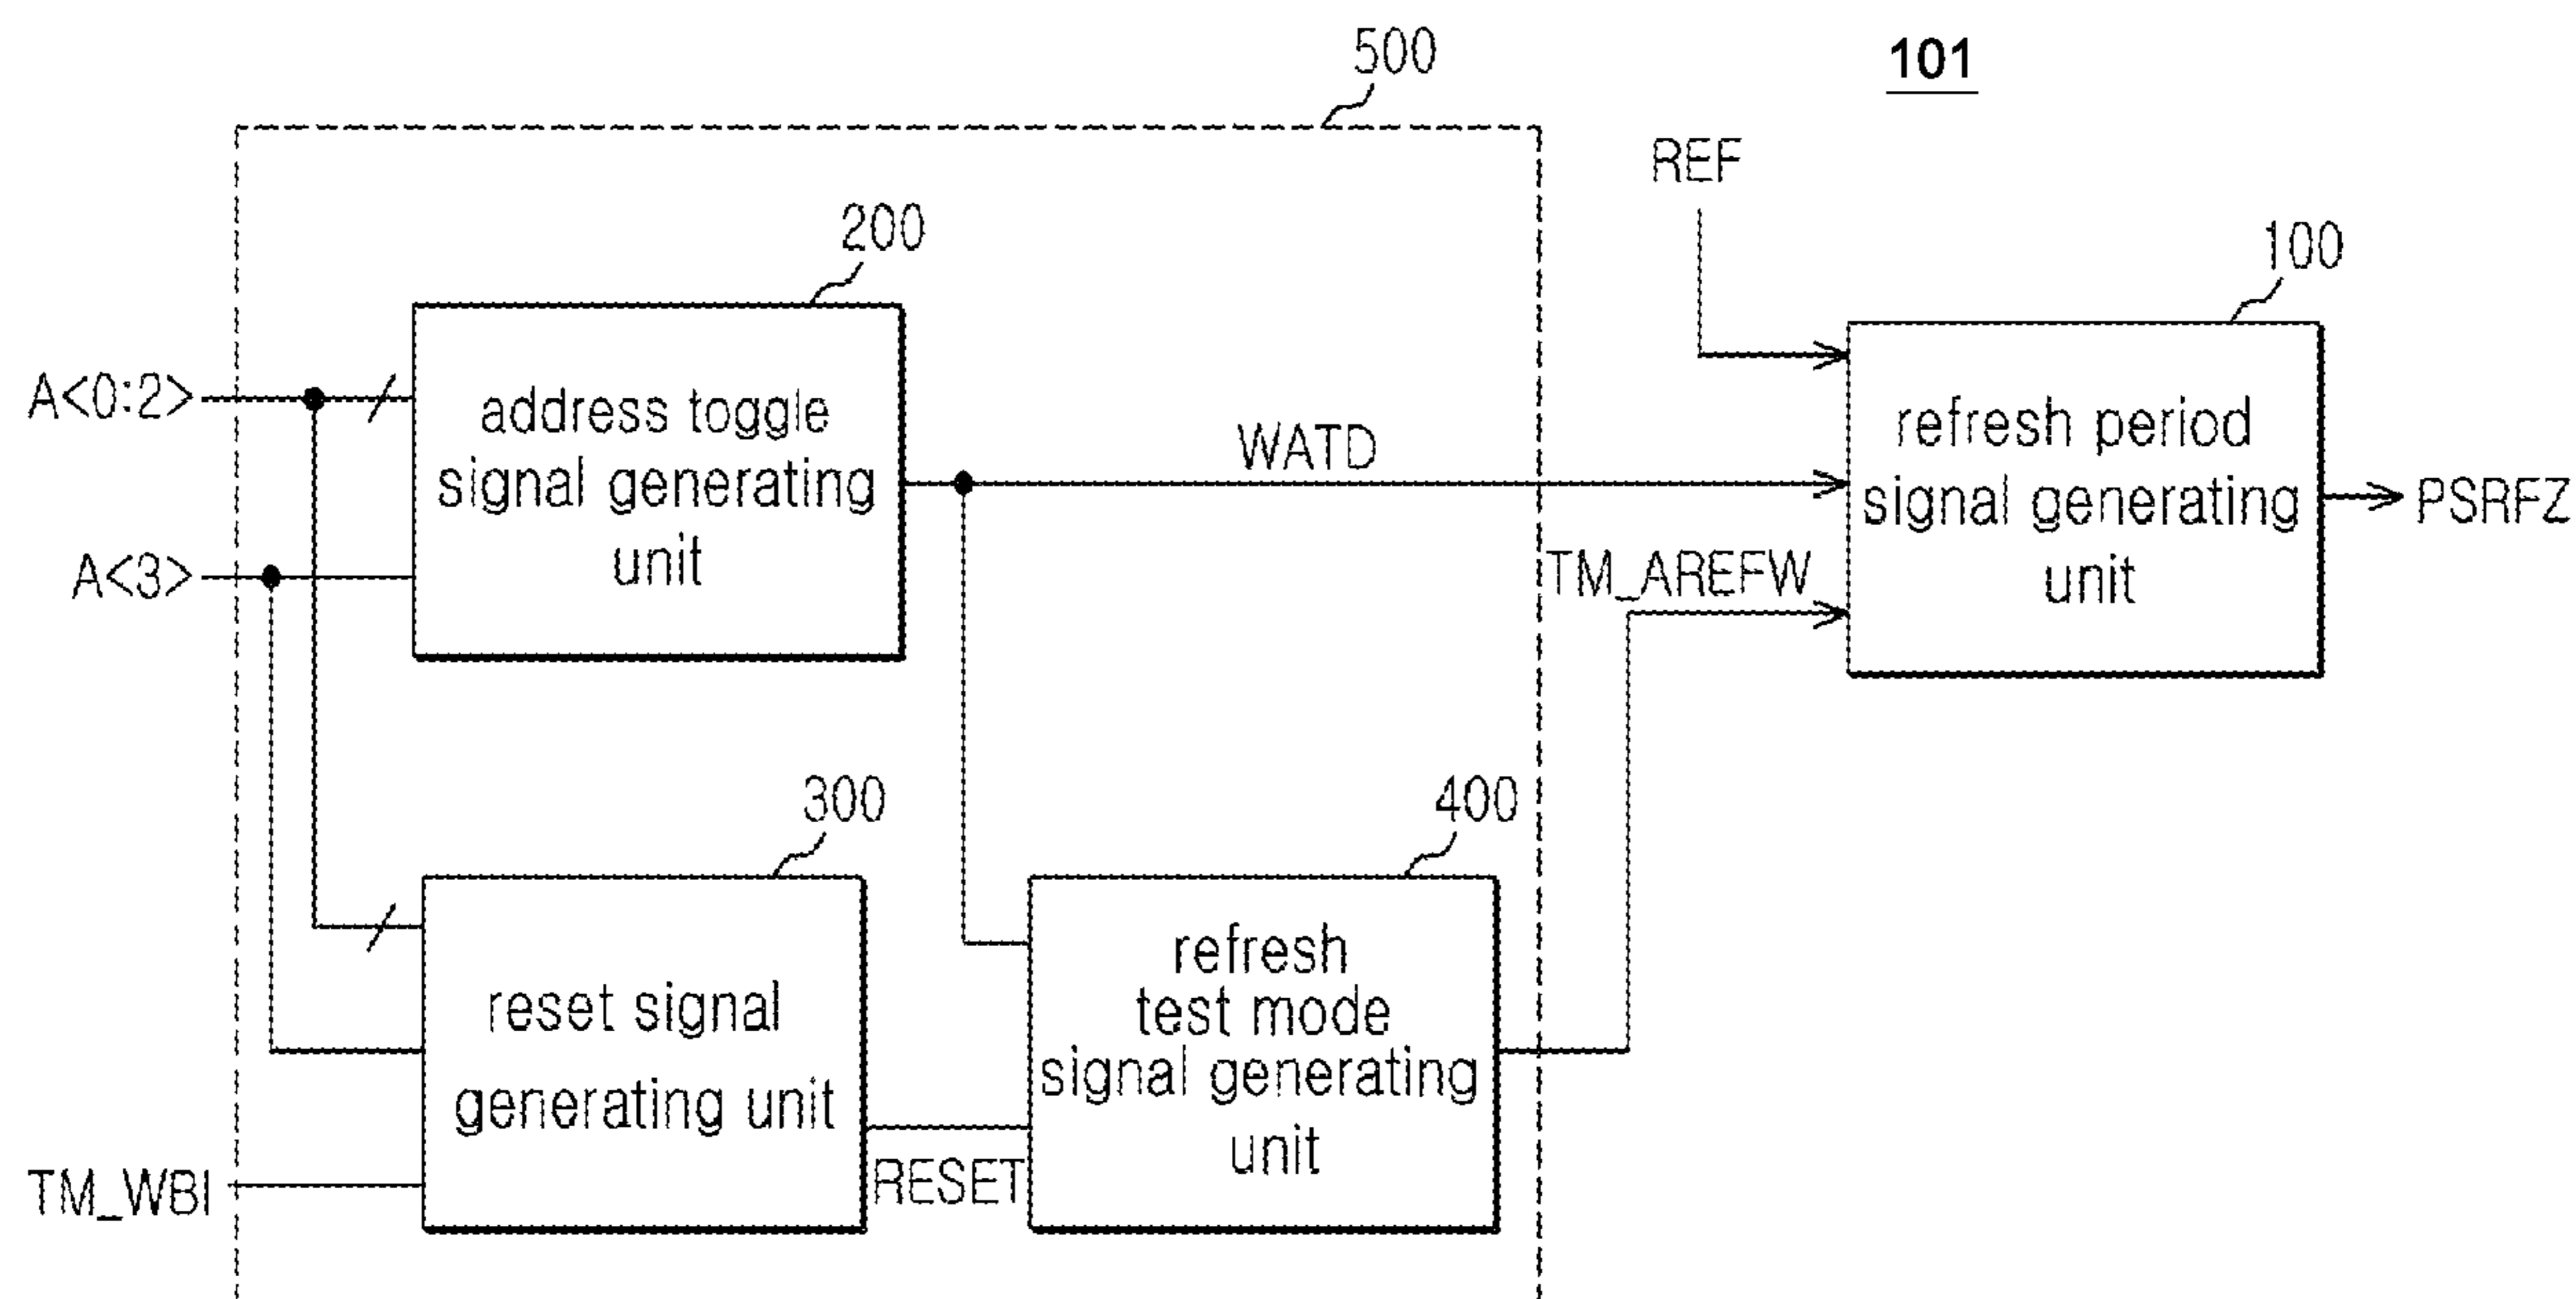 500
101
REF
200
100
A<0:2>
address toggle
signal generating
unit
WATD
refresh period
signal generating
unit
PSRFZ
A<3>
TM_AREFW
300
400
reset signal
generating unit
refresh
test mode
signal generating
unit
TM_WBI
RESET